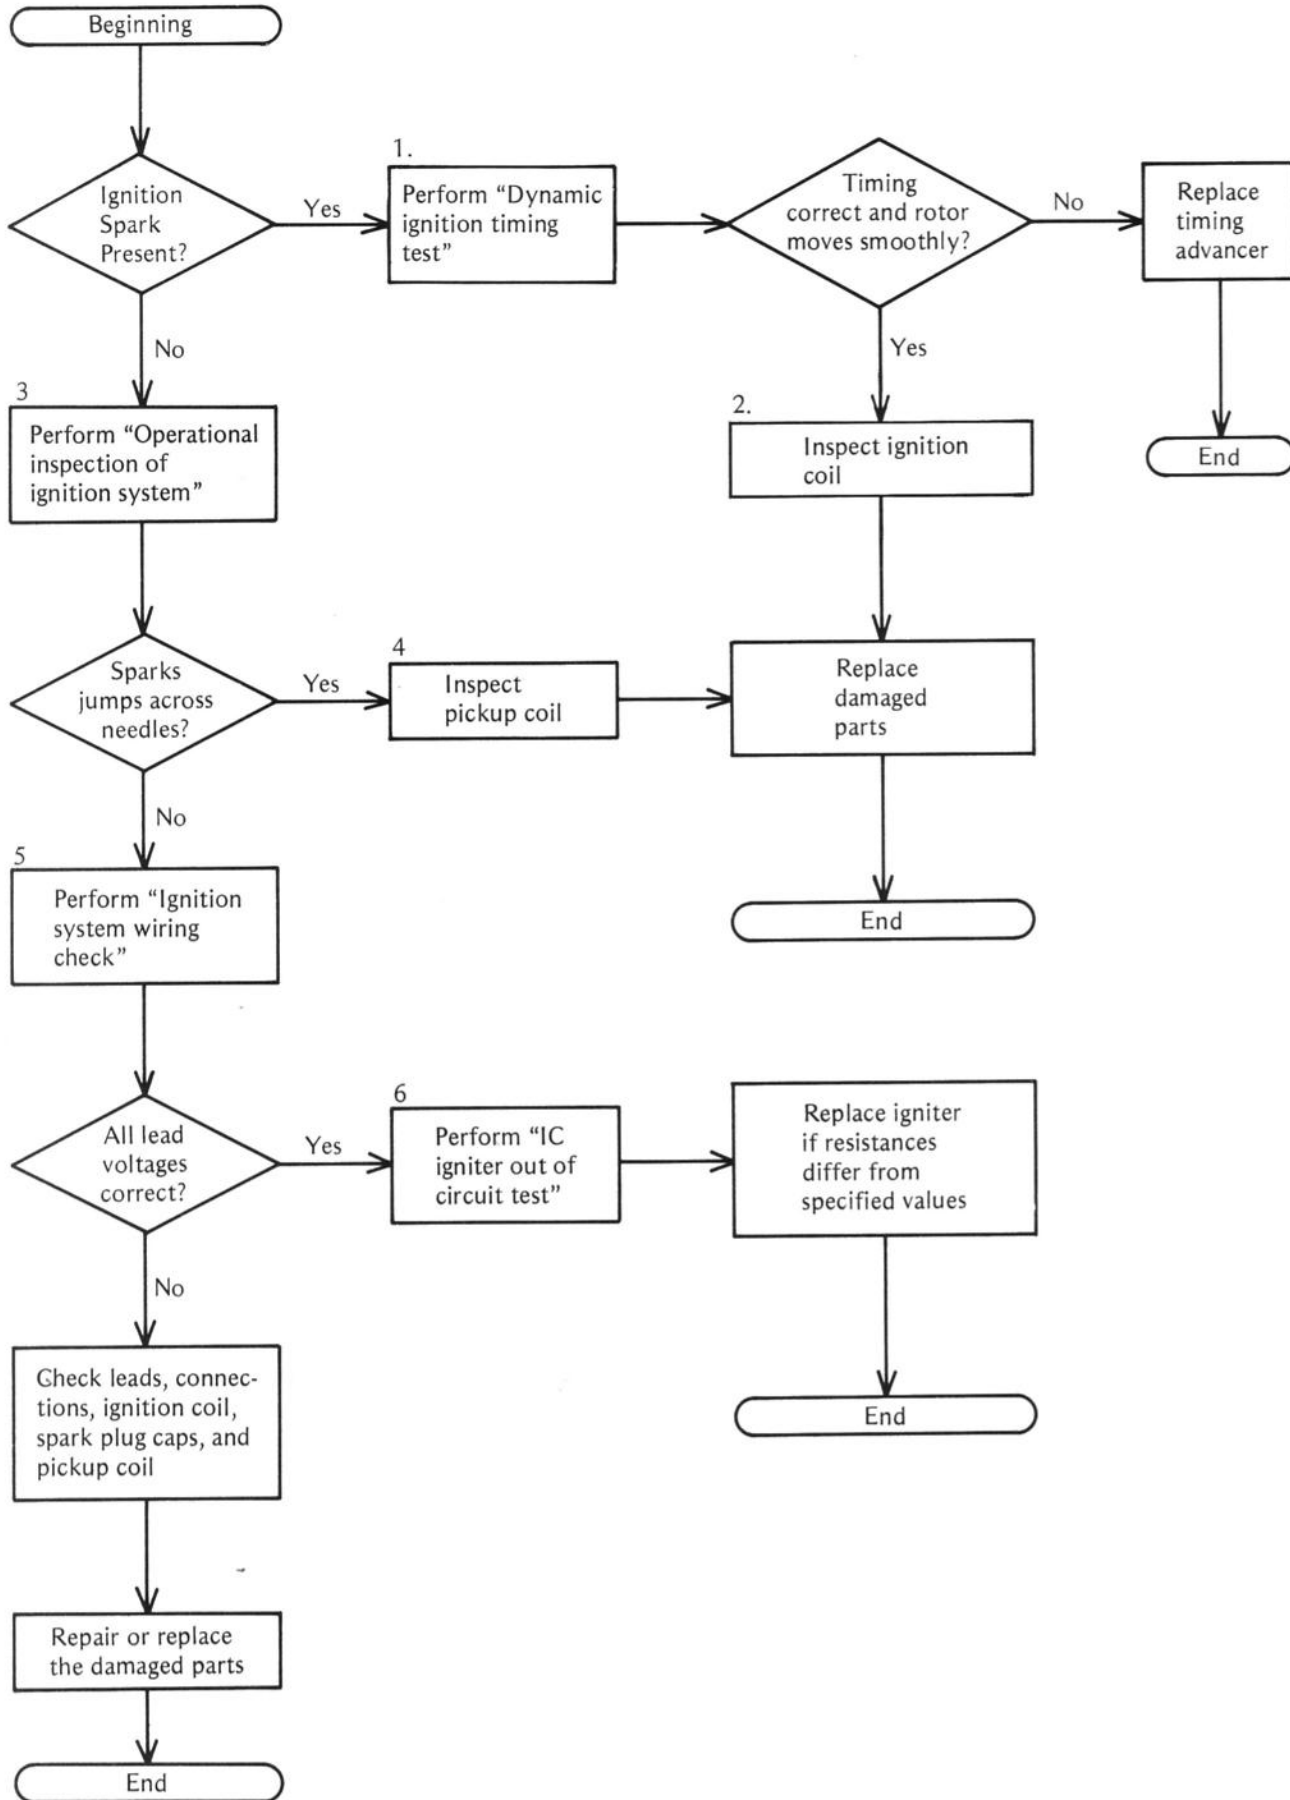 Beginning
Ignition
Spark
Present?
Yes
1.
Perform “Dynamic
ignition timing
test”
Timing
correct and rotor
moves smoothly?
No
Replace
timing
advancer
End
Yes
2.
Inspect ignition
coil
No
3
Perform “Operational
inspection of
ignition system”
Sparks
jumps across
needles?
Yes
4
Inspect
pickup coil
Replace
damaged
parts
End
No
5
Perform “Ignition
system wiring
check”
All lead
voltages
correct?
Yes
6
Perform “IC
igniter out of
circuit test”
Replace igniter
if resistances
differ from
specified values
End
No
Check leads, connec-
tions, ignition coil,
spark plug caps, and
pickup coil
Repair or replace
the damaged parts
End